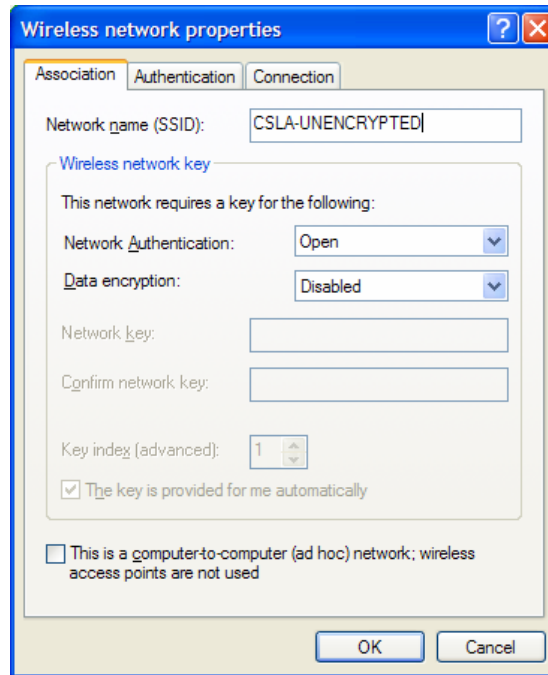 Wireless network properties
?
Association Authentication Connection
Network name (SSID): CSLA-UNENCRYPTED
Wireless network key
This network requires a key for the following:
Network Authentication: Open
Data encryption: Disabled
Network key:
Confirm network key:
Key index (advanced): 1
The key is provided for me automatically
This is a computer-to-computer (ad hoc) network; wireless
access points are not used
OK Cancel